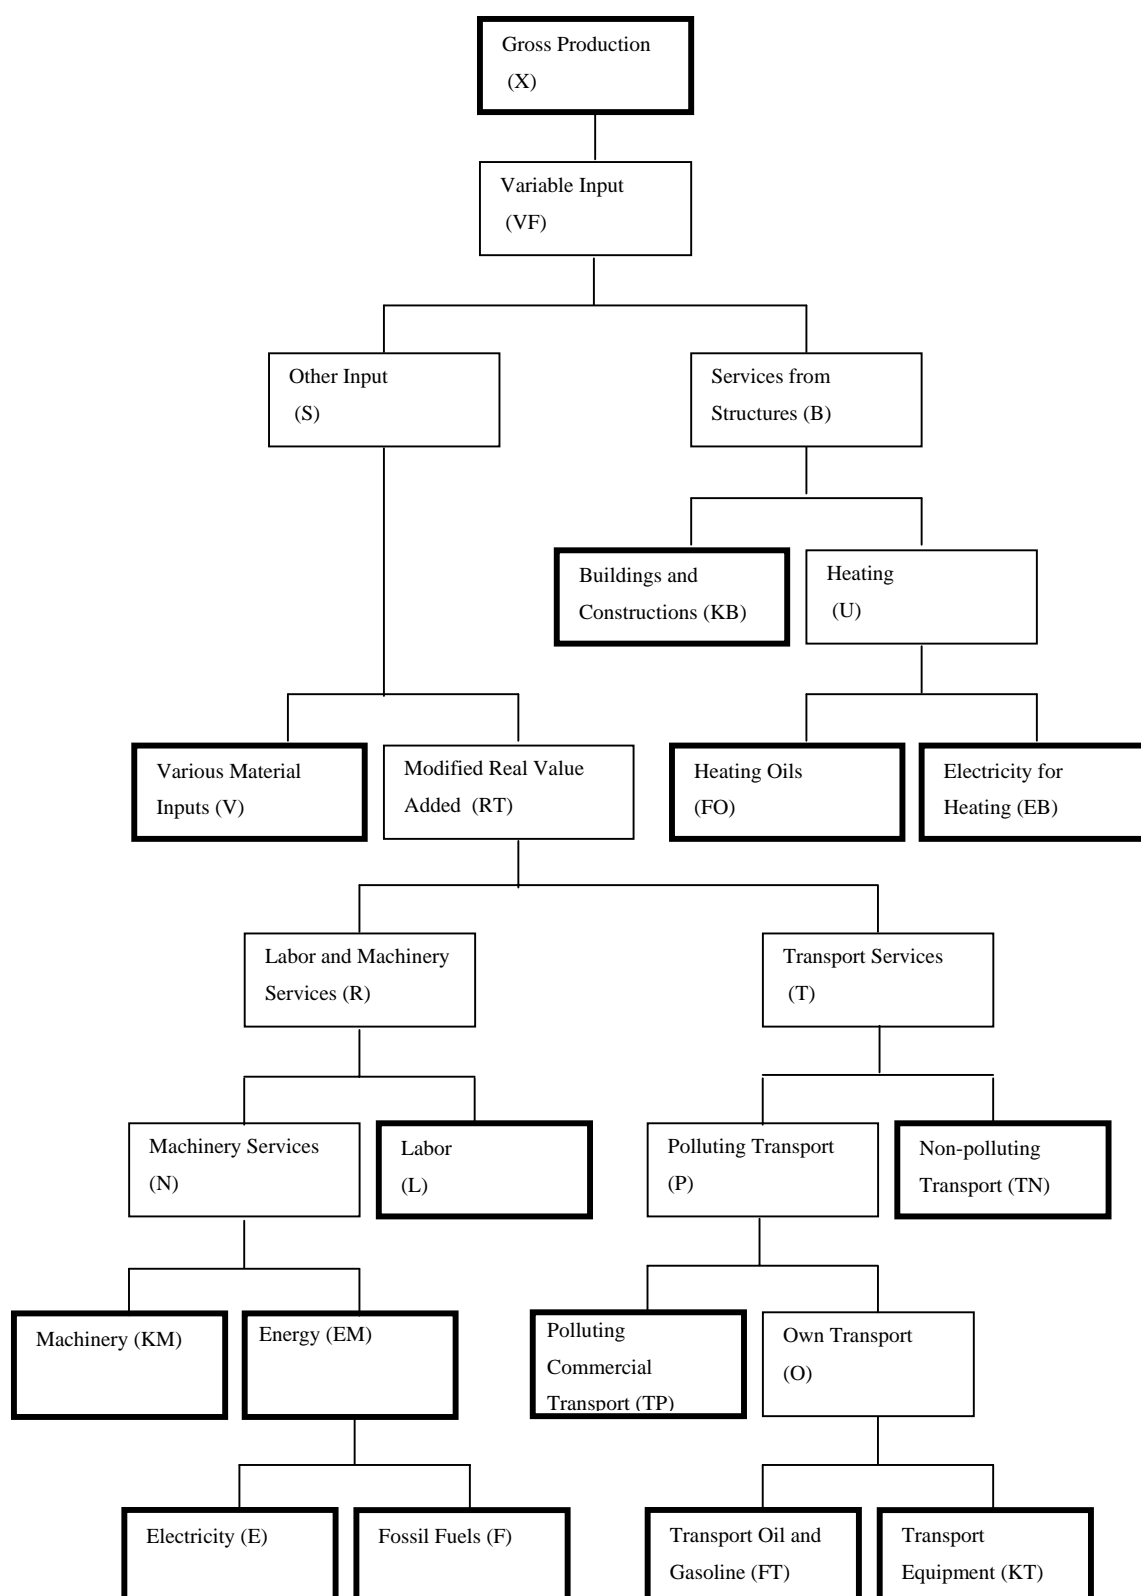 Gross Production
(X)
Variable Input
(VF)
Other Input
(S)
Services from
Structures (B)
Buildings and
Constructions (KB)
Heating
(U)
Various Material
Inputs (V)
Modified Real Value
Added (RT)
Heating Oils
(FO)
Electricity for
Heating (EB)
Labor and Machinery
Services (R)
Transport Services
(T)
Machinery Services
(N)
Labor
(L)
Polluting Transport
(P)
Non-polluting
Transport (TN)
Machinery (KM)
Energy (EM)
Polluting
Commercial
Transport (TP)
Own Transport
(O)
Electricity (E)
Fossil Fuels (F)
Transport Oil and
Gasoline (FT)
Transport
Equipment (KT)